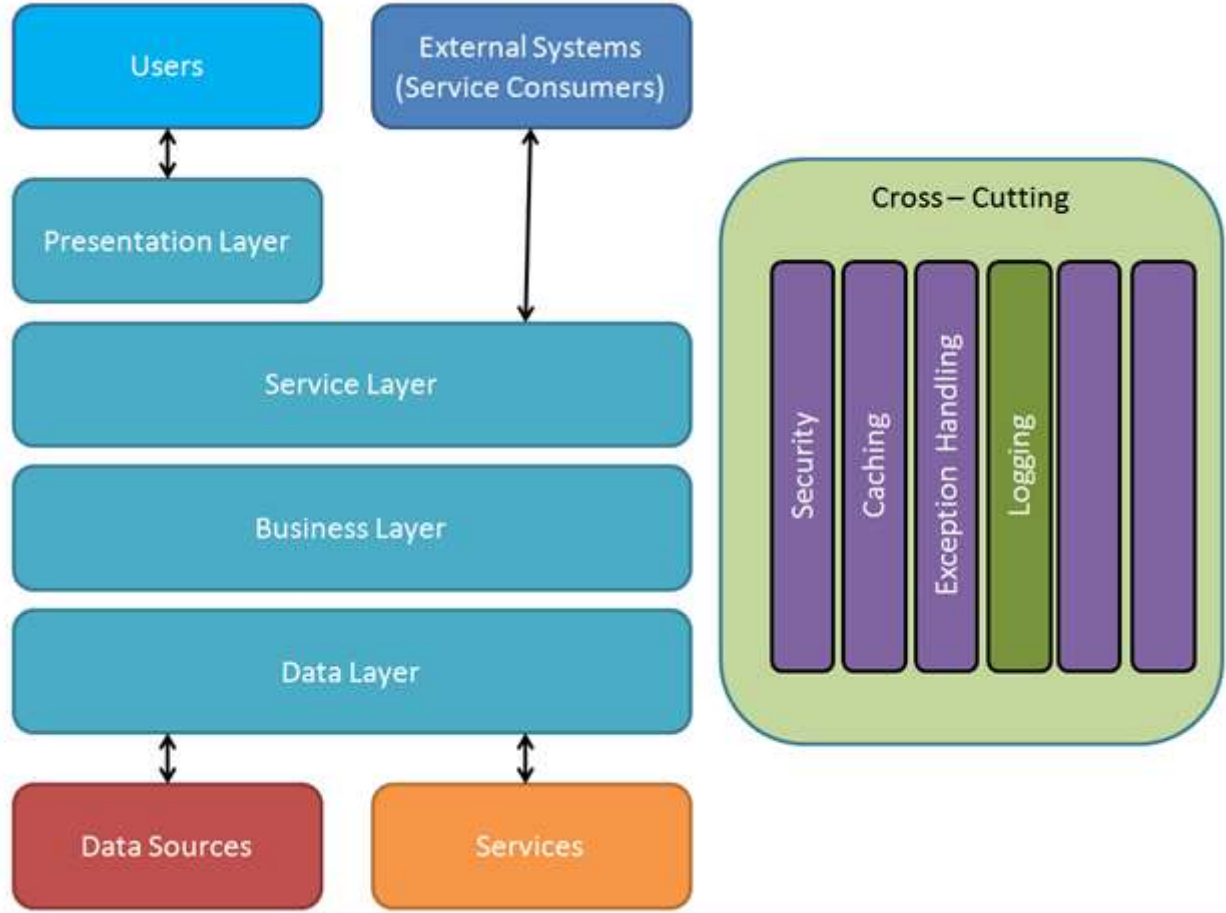 Users
External Systems
(Service Consumers)
Presentation Layer
Service Layer
Business Layer
Data Layer
Data Sources
Services
Cross – Cutting
Security
Caching
Exception Handling
Logging